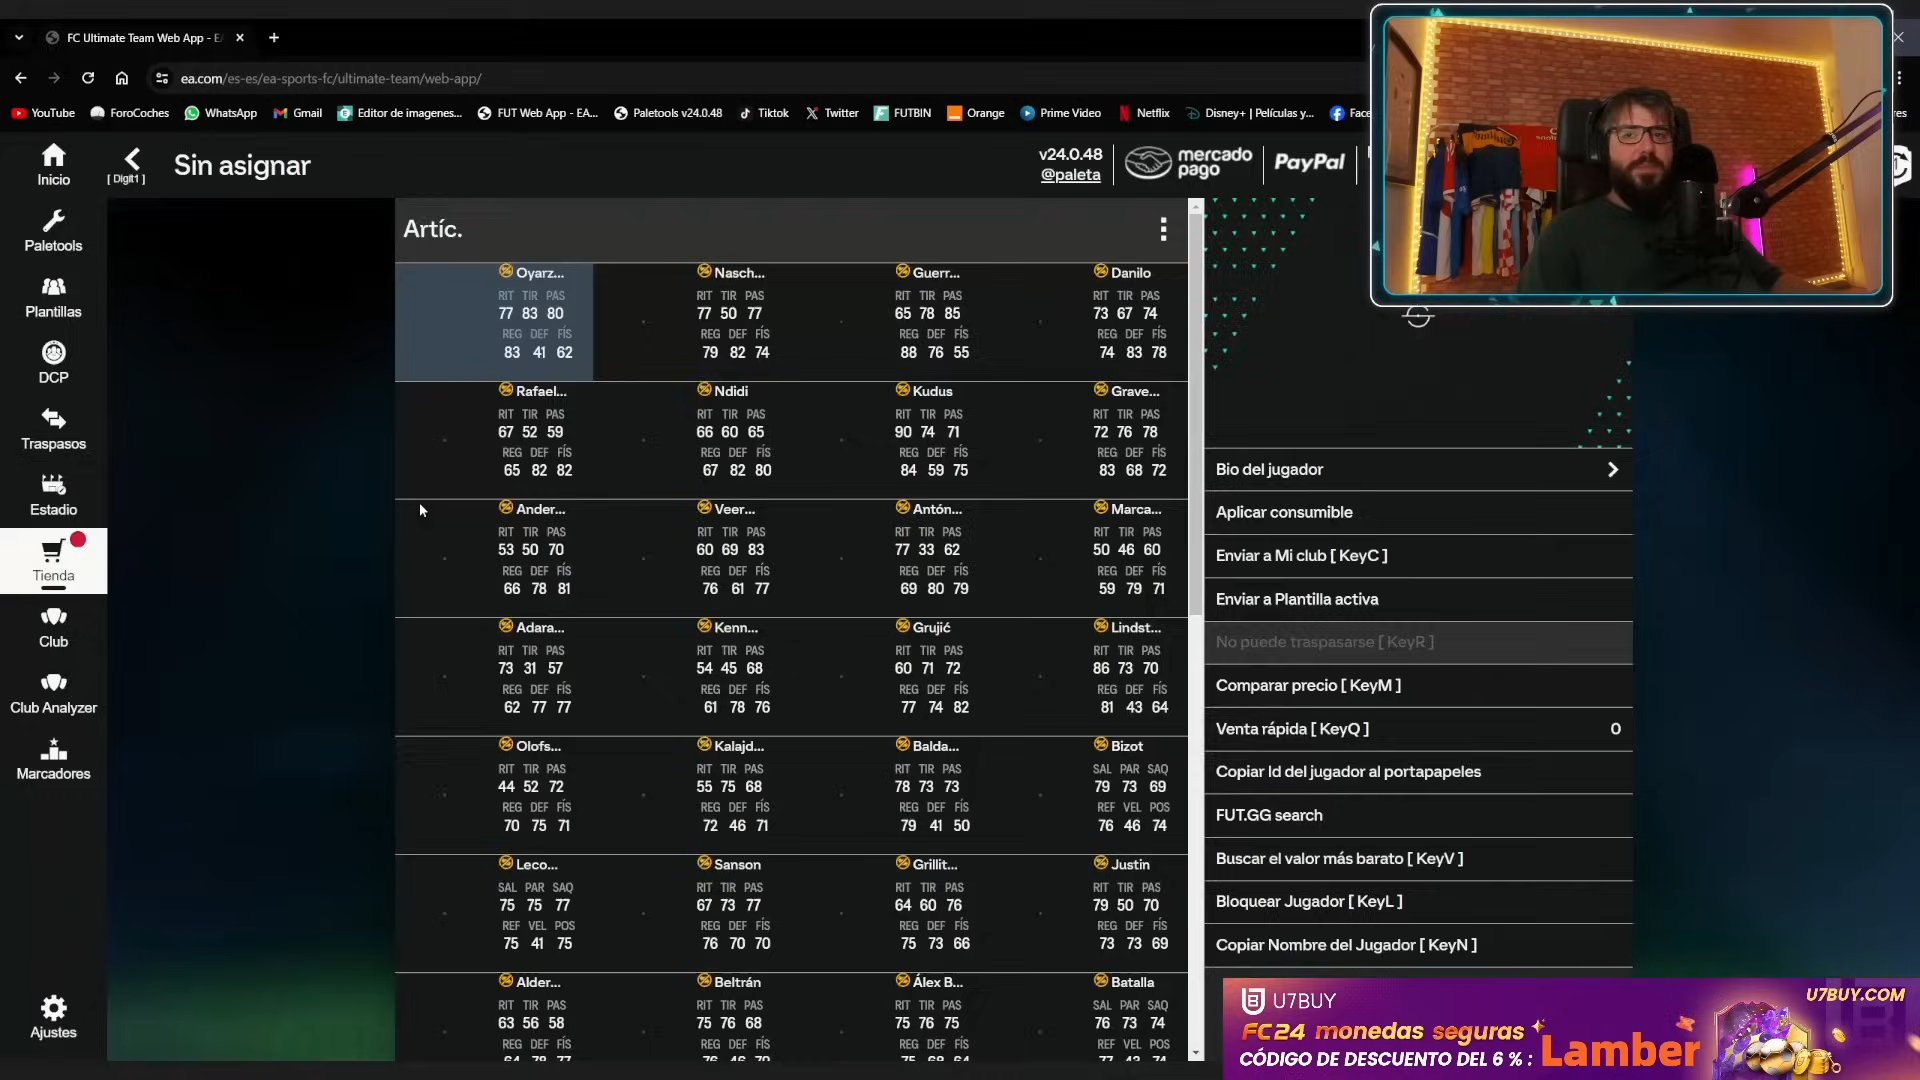 FC Ultimate Team Web App - EA
ea.com/es-es/ea-sports-fc/ultimate-team/web-app/
YouTube
ForoCoches
WhatsApp
Gmail
Editor de imagenes...
FUT Web App - EA...
Paletools v24.0.48
Tiktok
Twitter
FUTBIN
Orange
Prime Video
Netflix
Disney+ | Películas y...
Face
res
Inicio
Paletools
Plantillas
DCP
Traspasos
Estadio
Tienda
Club
Club Analyzer
Marcadores
Ajustes
[ Digit1 ]
Sin asignar
v24.0.48
@paleta
mercado
pago
PayPal
Artíc.
Oyarz... Nasch... Guerr... Danilo
RIT TIR PAS RIT TIR PAS RIT TIR PAS RIT TIR PAS
77 83 80 77 50 77 65 78 85 73 67 74
REG DEF FÍS REG DEF FÍS REG DEF FÍS REG DEF FÍS
83 41 62 79 82 74 88 76 55 74 83 78
Rafael... Ndidi Kudus Grave...
RIT TIR PAS RIT TIR PAS RIT TIR PAS RIT TIR PAS
67 52 59 66 60 65 90 74 71 72 76 78
REG DEF FÍS REG DEF FÍS REG DEF FÍS REG DEF FÍS
65 82 82 67 82 80 84 59 75 83 68 72
Ander... Veer... Antón... Marca...
RIT TIR PAS RIT TIR PAS RIT TIR PAS RIT TIR PAS
53 50 70 60 69 83 77 33 62 50 46 60
REG DEF FÍS REG DEF FÍS REG DEF FÍS REG DEF FÍS
66 78 81 76 61 77 69 80 79 59 79 71
Adara... Kenn... Grujić Lindst...
RIT TIR PAS RIT TIR PAS RIT TIR PAS RIT TIR PAS
73 31 57 54 45 68 60 71 72 86 73 70
REG DEF FÍS REG DEF FÍS REG DEF FÍS REG DEF FÍS
62 77 77 61 78 76 77 74 82 81 43 64
Olofs... Kalajd... Balda... Bizot
RIT TIR PAS RIT TIR PAS RIT TIR PAS SAL PAR SAQ
44 52 72 55 75 68 78 73 73 79 73 69
REG DEF FÍS REG DEF FÍS REG DEF FÍS REF VEL POS
70 75 71 72 46 71 79 41 50 76 46 74
Leco... Sanson Grillit... Justin
SAL PAR SAQ RIT TIR PAS RIT TIR PAS RIT TIR PAS
75 75 77 67 73 77 64 60 76 79 50 70
REF VEL POS REG DEF FÍS REG DEF FÍS REG DEF FÍS
75 41 75 76 70 70 75 73 66 73 73 69
Alder... Beltrán Álex B... Batalla
RIT TIR PAS RIT TIR PAS RIT TIR PAS SAL PAR SAQ
63 56 58 75 76 68 75 76 75 76 73 74
REG DEF FÍS REG DEF FÍS REG DEF FÍS REF VEL POS
Bio del jugador
Aplicar consumible
Enviar a Mi club [ KeyC ]
Enviar a Plantilla activa
No puede traspasarse [ KeyR ]
Comparar precio [ KeyM ]
Venta rápida [ KeyQ ] 0
Copiar Id del jugador al portapapeles
FUT.GG search
Buscar el valor más barato [ KeyV ]
Bloquear Jugador [ KeyL ]
Copiar Nombre del Jugador [ KeyN ]
U7BUY
U7BUY.COM
FC24 monedas seguras
CÓDIGO DE DESCUENTO DEL 6 % : Lamber